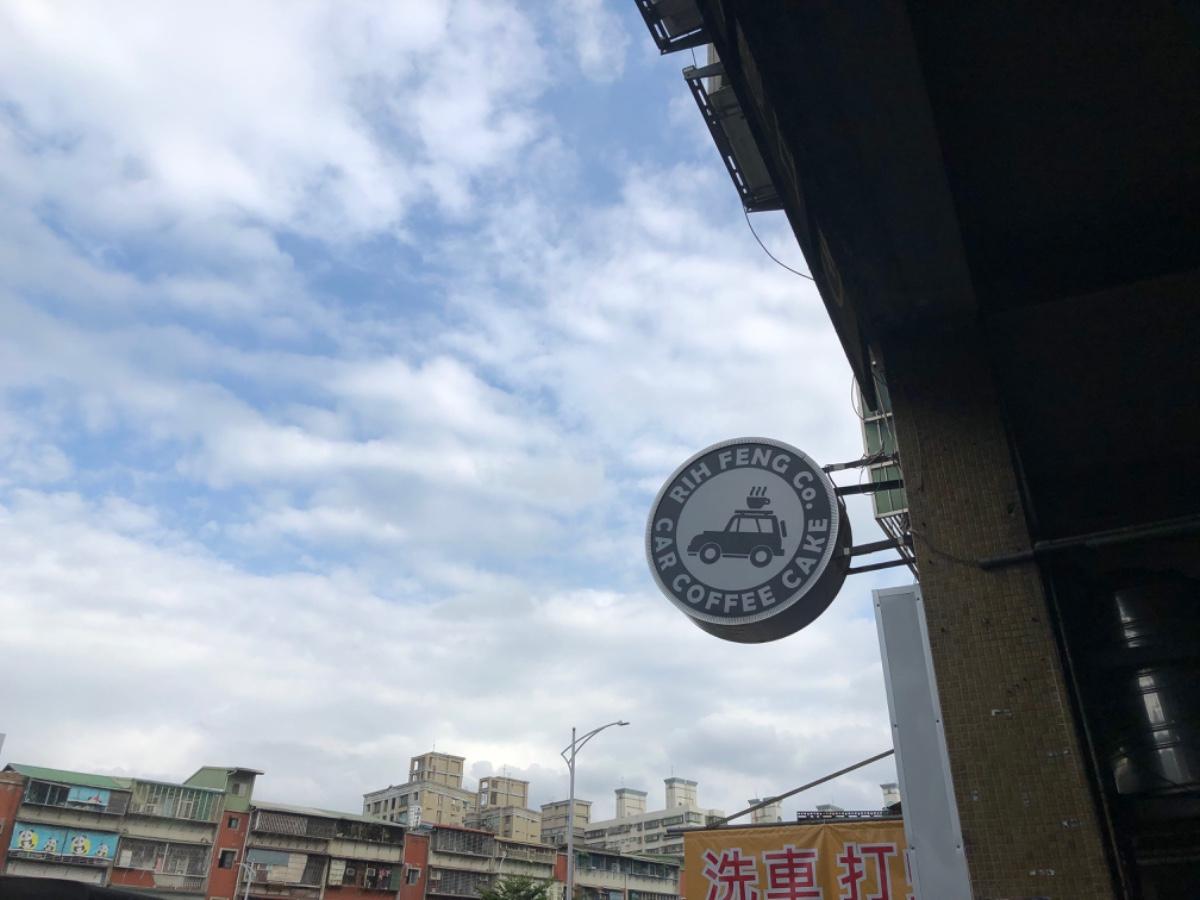 RIH FENG Co.
CAR COFFEE CAKE
洗車打